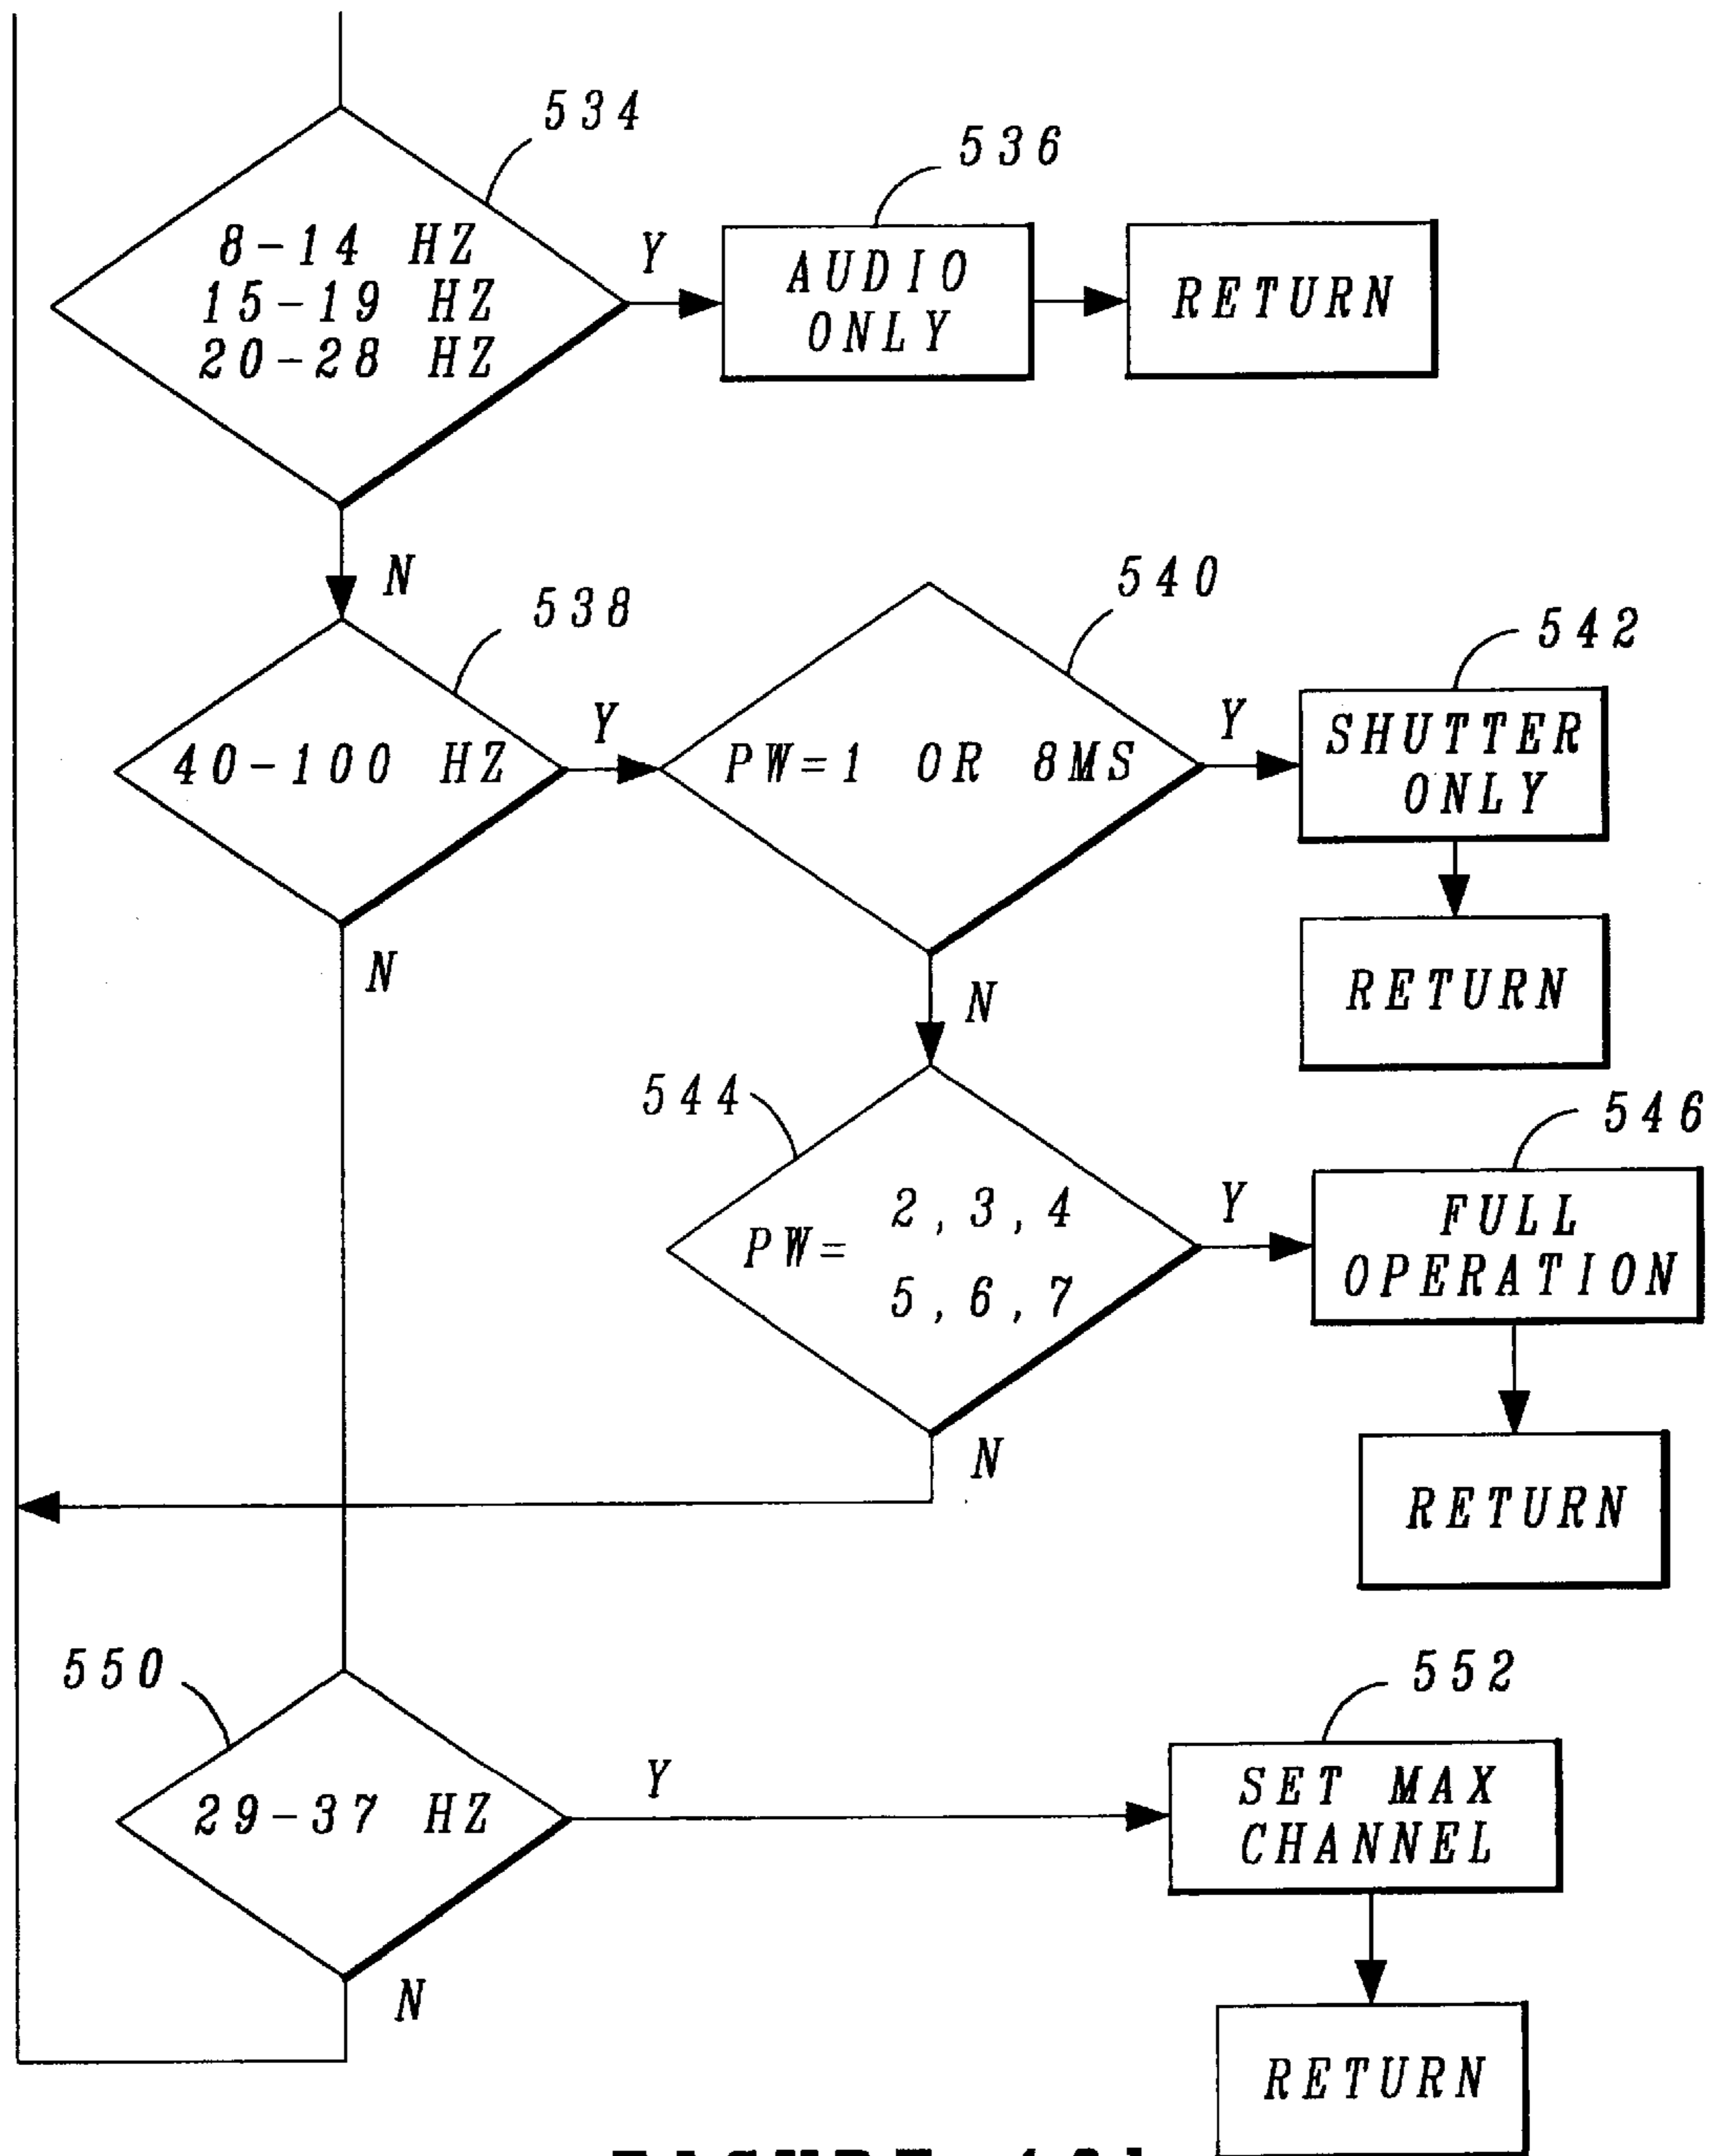 534
536
8-14 HZ
15-19 HZ
20-28 HZ
Y
AUDIO
ONLY
RETURN
N
538
540
542
40-100 HZ
Y
PW=1 OR 8MS
Y
SHUTTER
ONLY
N
N
RETURN
544
546
PW=
2,3,4
5,6,7
Y
FULL
OPERATION
N
RETURN
550
552
29-37 HZ
Y
SET MAX
CHANNEL
N
RETURN